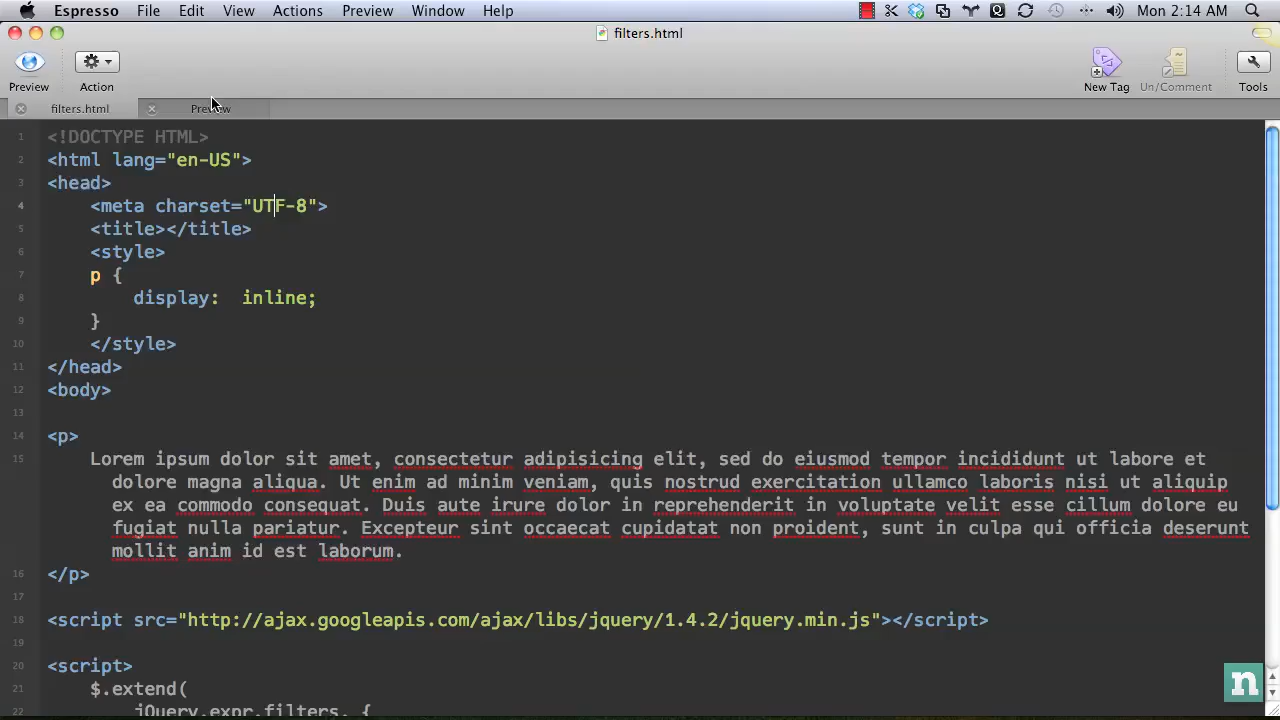 Espresso File Edit View Actions Preview Window Help Mon 2:14 AM
filters.html
Preview Action New Tag Un/Comment Tools
filters.html Preview
1 <!DOCTYPE HTML>
2 <html lang="en-US">
3 <head>
4 <meta charset="UTF-8">
5 <title></title>
6 <style>
7 p {
8 display: inline;
9 }
10 </style>
11 </head>
12 <body>
13
14 <p>
15 Lorem ipsum dolor sit amet, consectetur adipisicing elit, sed do eiusmod tempor incididunt ut labore et
dolore magna aliqua. Ut enim ad minim veniam, quis nostrud exercitation ullamco laboris nisi ut aliquip
ex ea commodo consequat. Duis aute irure dolor in reprehenderit in voluptate velit esse cillum dolore eu
fugiat nulla pariatur. Excepteur sint occaecat cupidatat non proident, sunt in culpa qui officia deserunt
mollit anim id est laborum.
16 </p>
17
18 <script src="http://ajax.googleapis.com/ajax/libs/jquery/1.4.2/jquery.min.js"></script>
19
20 <script>
21 $.extend(
22 jQuery.expr.filters, {
n